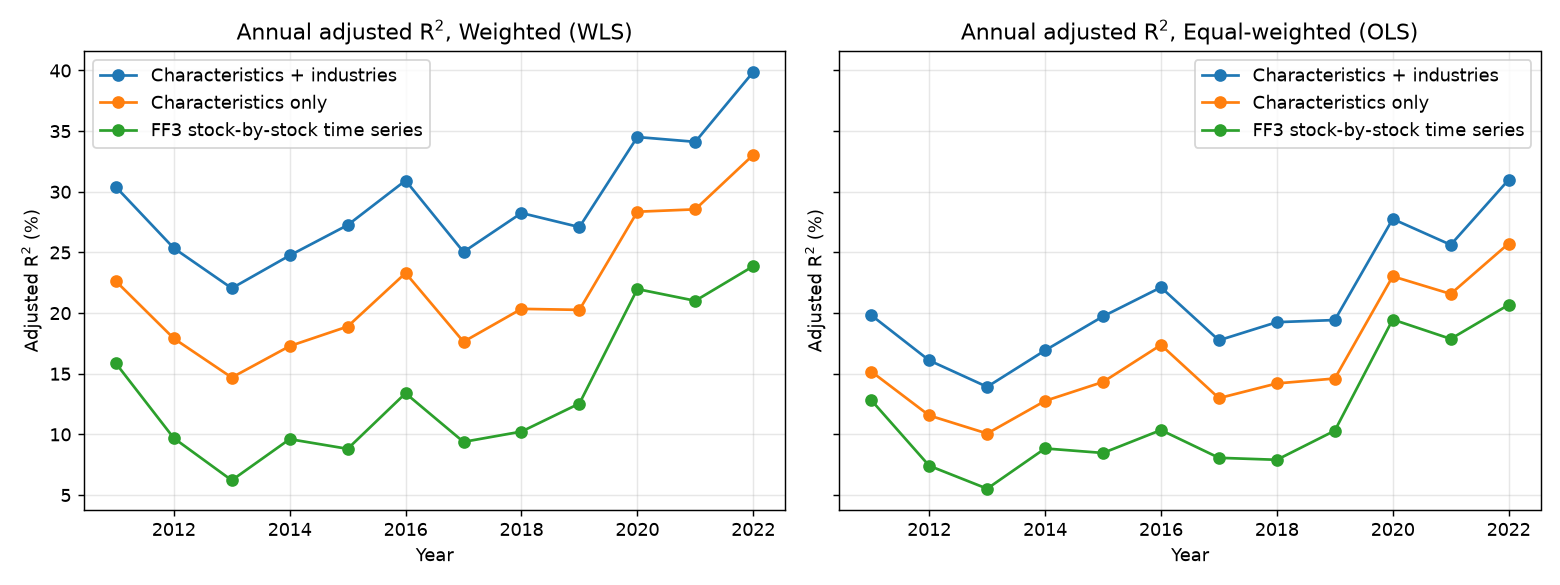 Annual adjusted R², Weighted (WLS)
Characteristics + industries
Characteristics only
FF3 stock-by-stock time series
Adjusted R² (%)
40
35
30
25
20
15
10
5
2012 2014 2016 2018 2020 2022
Year
Annual adjusted R², Equal-weighted (OLS)
Characteristics + industries
Characteristics only
FF3 stock-by-stock time series
Adjusted R² (%)
2012 2014 2016 2018 2020 2022
Year